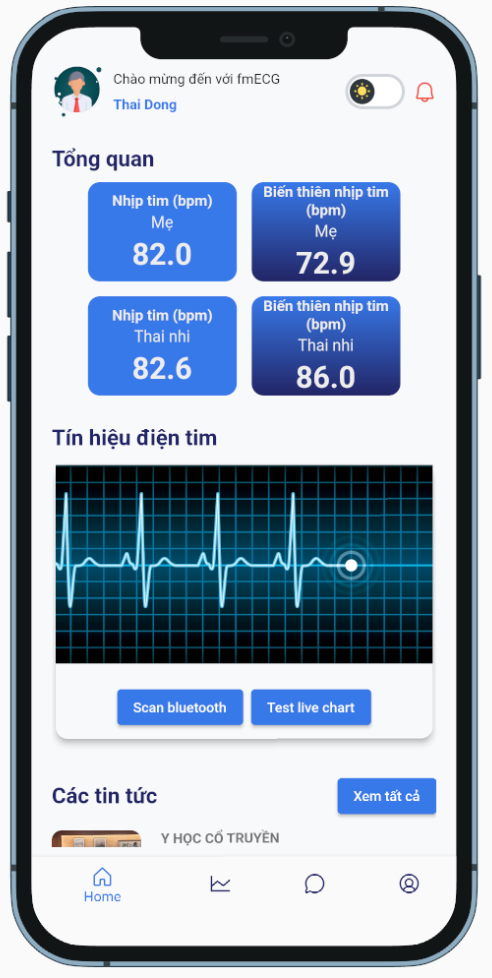 Chào mừng đến với fmECG
Thai Dong
Tổng quan
Nhịp tim (bpm)
Mẹ
82.0
Biến thiên nhịp tim
(bpm)
Mẹ
72.9
Nhịp tim (bpm)
Thai nhi
82.6
Biến thiên nhịp tim
(bpm)
Thai nhi
86.0
Tín hiệu điện tim
Scan bluetooth
Test live chart
Các tin tức
Xem tất cả
Y HỌC CỔ TRUYỀN
Home